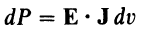 dP = E · J dv